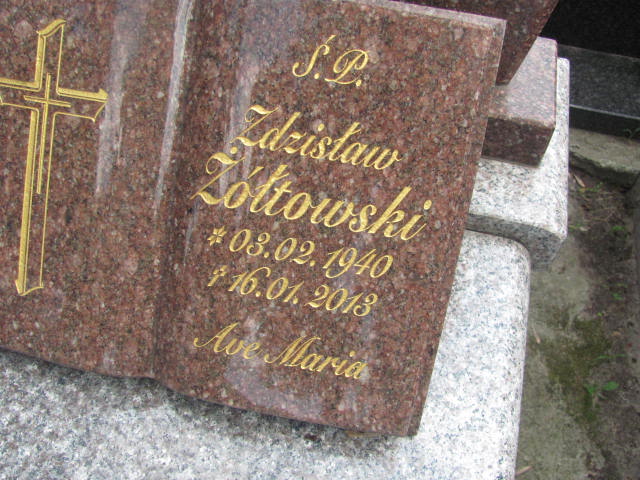 Ś.P.
Zdzisław
Żółtowski
* 03.02.1940
† 16.01.2013
Ave Maria